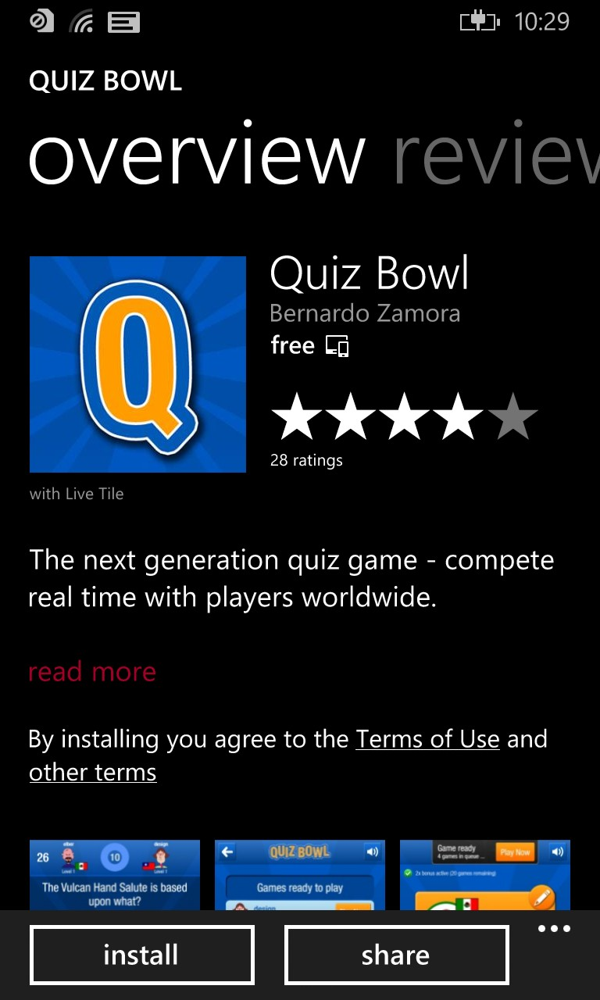 10:29
QUIZ BOWL
overview review
Quiz Bowl
Bernardo Zamora
free
Q
28 ratings
with Live Tile
The next generation quiz game - compete
real time with players worldwide.
read more
By installing you agree to the Terms of Use and
other terms
26 elber 10 design
Level 1 Level 1
The Vulcan Hand Salute is based
upon what?
QUIZ BOWL
Games ready to play
design
Game ready
4 games in queue ...
Play Now
2x bonus active (20 games remaining)
install
share